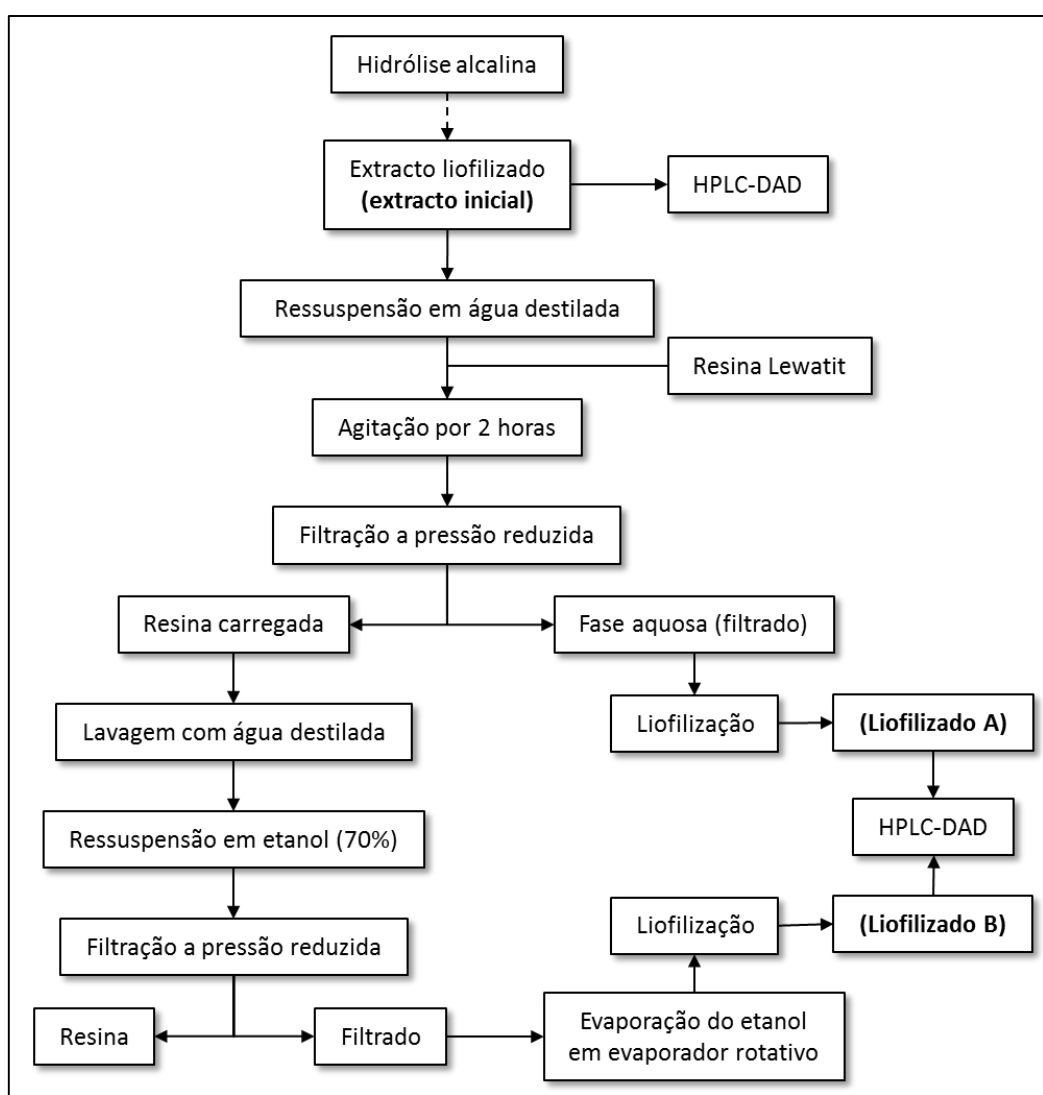 Hidrólise alcalina
Extracto liofilizado
(extracto inicial)
HPLC-DAD
Ressuspensão em água destilada
Resina Lewatit
Agitação por 2 horas
Filtração a pressão reduzida
Resina carregada
Fase aquosa (filtrado)
Lavagem com água destilada
Liofilização
(Liofilizado A)
Ressuspensão em etanol (70%)
HPLC-DAD
Filtração a pressão reduzida
Liofilização
(Liofilizado B)
Resina
Filtrado
Evaporação do etanol
em evaporador rotativo